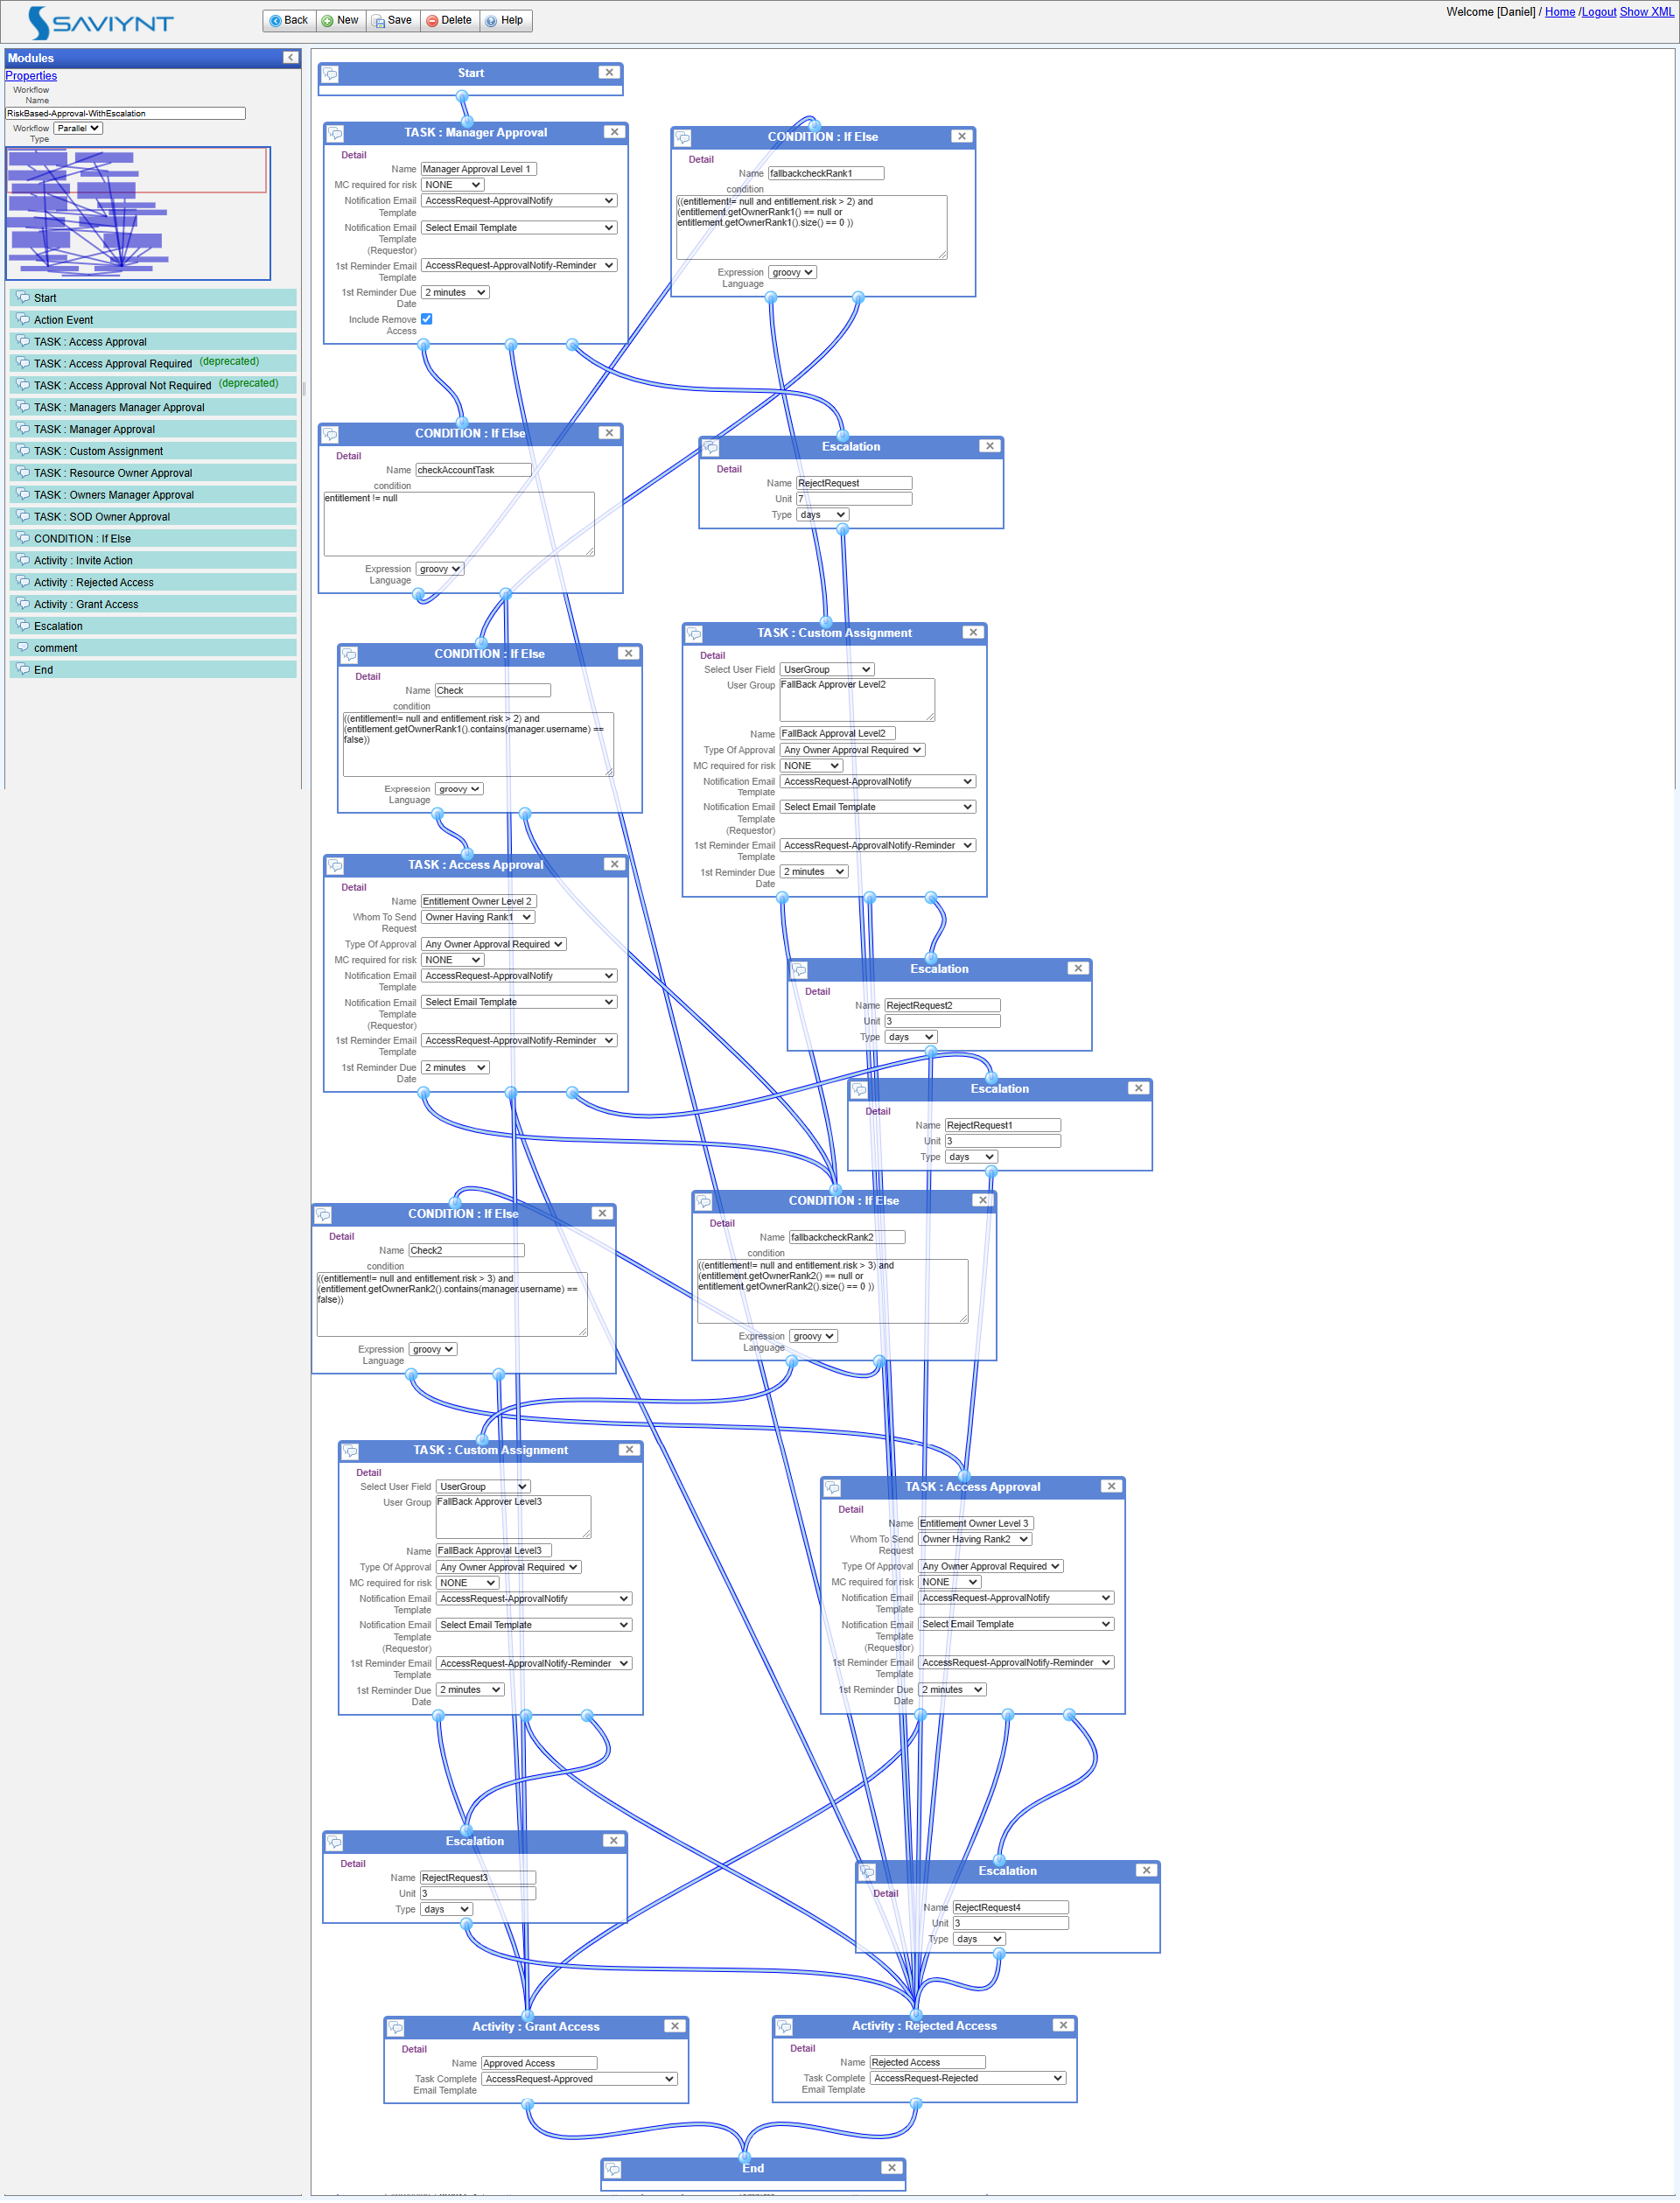 SAVIYNT
Back New Save Delete Help
Welcome [Daniel] / Home /Logout Show XML
Modules
Properties
Workflow
Name
RiskBased-Approval-WithEscalation
Workflow Parallel
Type
Start
Action Event
TASK : Access Approval
TASK : Access Approval Required (deprecated)
TASK : Access Approval Not Required (deprecated)
TASK : Managers Manager Approval
TASK : Manager Approval
TASK : Custom Assignment
TASK : Resource Owner Approval
TASK : Owners Manager Approval
TASK : SOD Owner Approval
CONDITION : If Else
Activity : Invite Action
Activity : Rejected Access
Activity : Grant Access
Escalation
comment
End
Start
TASK : Manager Approval
Detail
Name Manager Approval Level 1
MC required for risk NONE
Notification Email AccessRequest-ApprovalNotify
Template
Notification Email Select Email Template
Template
(Requestor)
1st Reminder Email AccessRequest-ApprovalNotify-Reminder
Template
1st Reminder Due 2 minutes
Date
Include Remove
Access
CONDITION : If Else
Detail
Name fallbackcheckRank1
condition
((entitlement!= null and entitlement.risk > 2) and
(entitlement.getOwnerRank1() == null or
entitlement.getOwnerRank1().size() == 0 ))
Expression groovy
Language
CONDITION : If Else
Detail
Name checkAccountTask
condition
entitlement != null
Expression groovy
Language
Escalation
Detail
Name RejectRequest
Unit 7
Type days
CONDITION : If Else
Detail
Name Check
condition
((entitlement!= null and entitlement.risk > 2) and
(entitlement.getOwnerRank1().contains(manager.username) ==
false))
Expression groovy
Language
TASK : Custom Assignment
Detail
Select User Field UserGroup
User Group FallBack Approver Level2
Name FallBack Approval Level2
Type Of Approval Any Owner Approval Required
MC required for risk NONE
Notification Email AccessRequest-ApprovalNotify
Template
Notification Email Select Email Template
Template
(Requestor)
1st Reminder Email AccessRequest-ApprovalNotify-Reminder
Template
1st Reminder Due 2 minutes
Date
TASK : Access Approval
Detail
Name Entitlement Owner Level 2
Whom To Send Owner Having Rank1
Request
Type Of Approval Any Owner Approval Required
MC required for risk NONE
Notification Email AccessRequest-ApprovalNotify
Template
Notification Email Select Email Template
Template
(Requestor)
1st Reminder Email AccessRequest-ApprovalNotify-Reminder
Template
1st Reminder Due 2 minutes
Date
Escalation
Detail
Name RejectRequest2
Unit 3
Type days
Escalation
Detail
Name RejectRequest1
Unit 3
Type days
CONDITION : If Else
Detail
Name Check2
condition
((entitlement!= null and entitlement.risk > 3) and
(entitlement.getOwnerRank2().contains(manager.username) ==
false))
Expression groovy
Language
CONDITION : If Else
Detail
Name fallbackcheckRank2
condition
((entitlement!= null and entitlement.risk > 3) and
(entitlement.getOwnerRank2() == null or
entitlement.getOwnerRank2().size() == 0 ))
Expression groovy
Language
TASK : Custom Assignment
Detail
Select User Field UserGroup
User Group FallBack Approver Level3
Name FallBack Approval Level3
Type Of Approval Any Owner Approval Required
MC required for risk NONE
Notification Email AccessRequest-ApprovalNotify
Template
Notification Email Select Email Template
Template
(Requestor)
1st Reminder Email AccessRequest-ApprovalNotify-Reminder
Template
1st Reminder Due 2 minutes
Date
TASK : Access Approval
Detail
Name Entitlement Owner Level 3
Whom To Send Owner Having Rank2
Request
Type Of Approval Any Owner Approval Required
MC required for risk NONE
Notification Email AccessRequest-ApprovalNotify
Template
Notification Email Select Email Template
Template
(Requestor)
1st Reminder Email AccessRequest-ApprovalNotify-Reminder
Template
1st Reminder Due 2 minutes
Date
Escalation
Detail
Name RejectRequest3
Unit 3
Type days
Escalation
Detail
Name RejectRequest4
Unit 3
Type days
Activity : Grant Access
Detail
Name Approved Access
Task Complete AccessRequest-Approved
Email Template
Activity : Rejected Access
Detail
Name Rejected Access
Task Complete AccessRequest-Rejected
Email Template
End